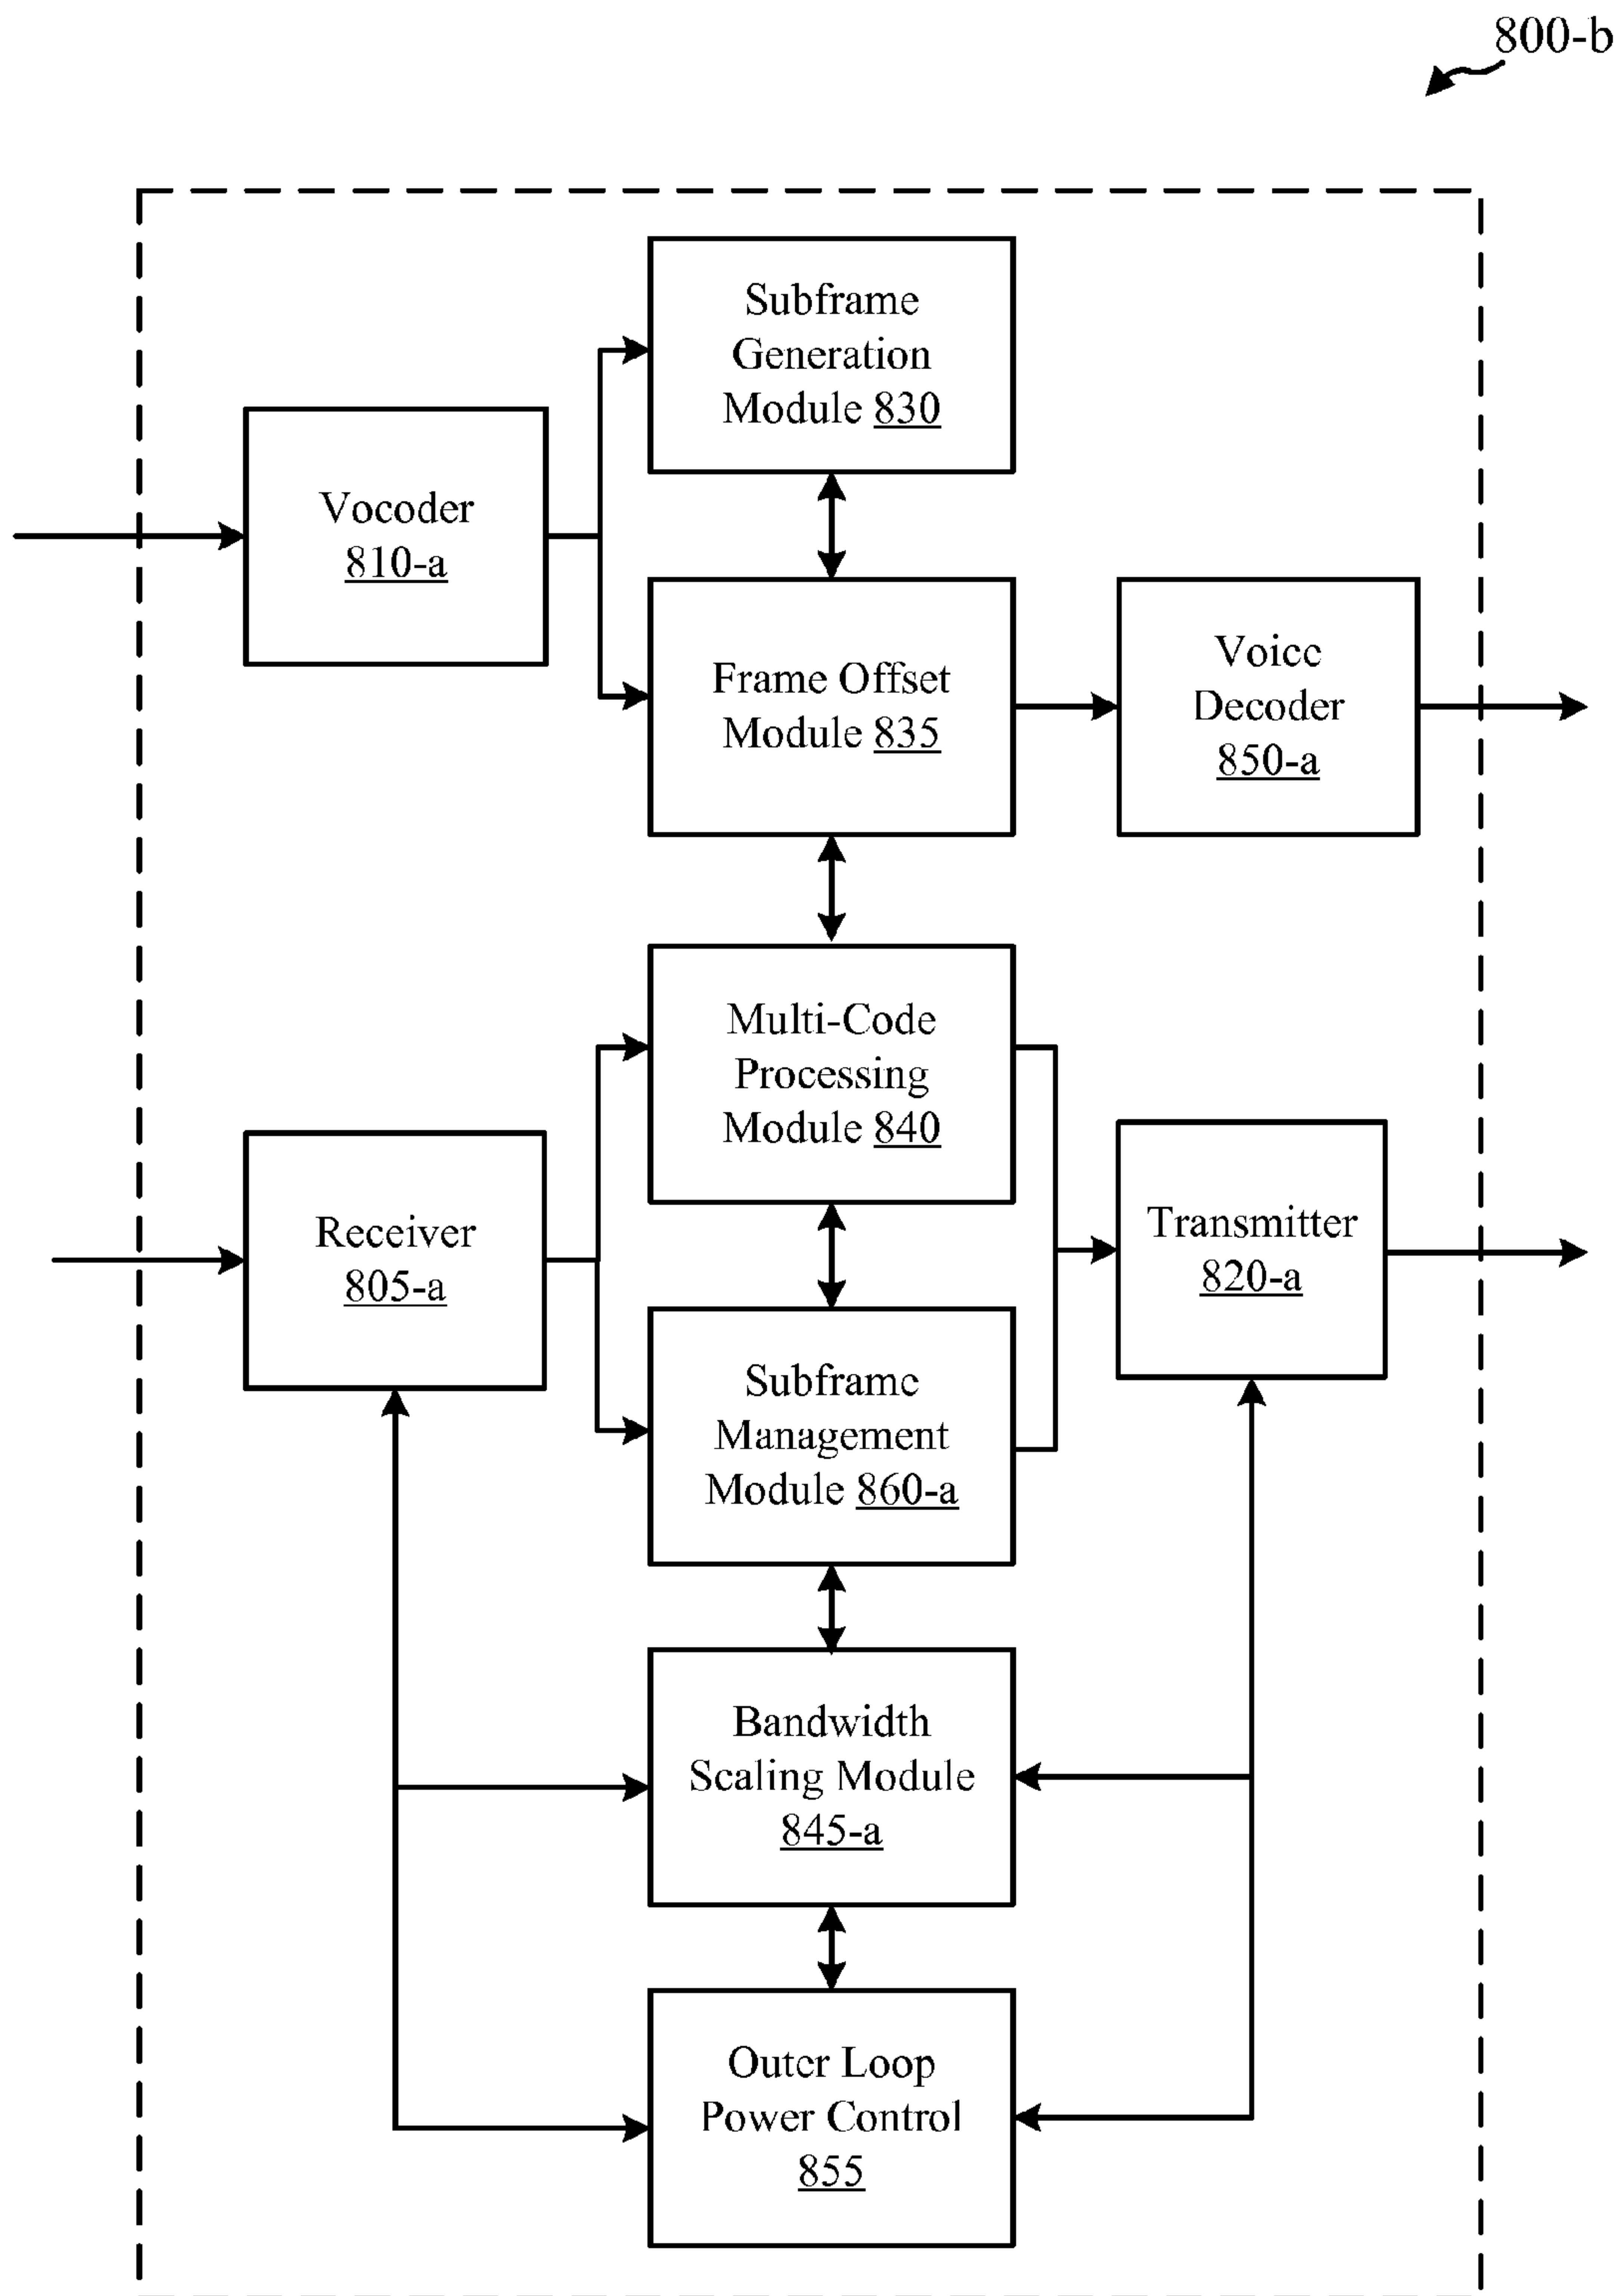 800-b
Subframe
Generation
Module 830
Vocoder
810-a
Frame Offset
Module 835
Voice
Decoder
850-a
Multi-Code
Processing
Module 840
Receiver
805-a
Transmitter
820-a
Subframe
Management
Module 860-a
Bandwidth
Scaling Module
845-a
Outer Loop
Power Control
855